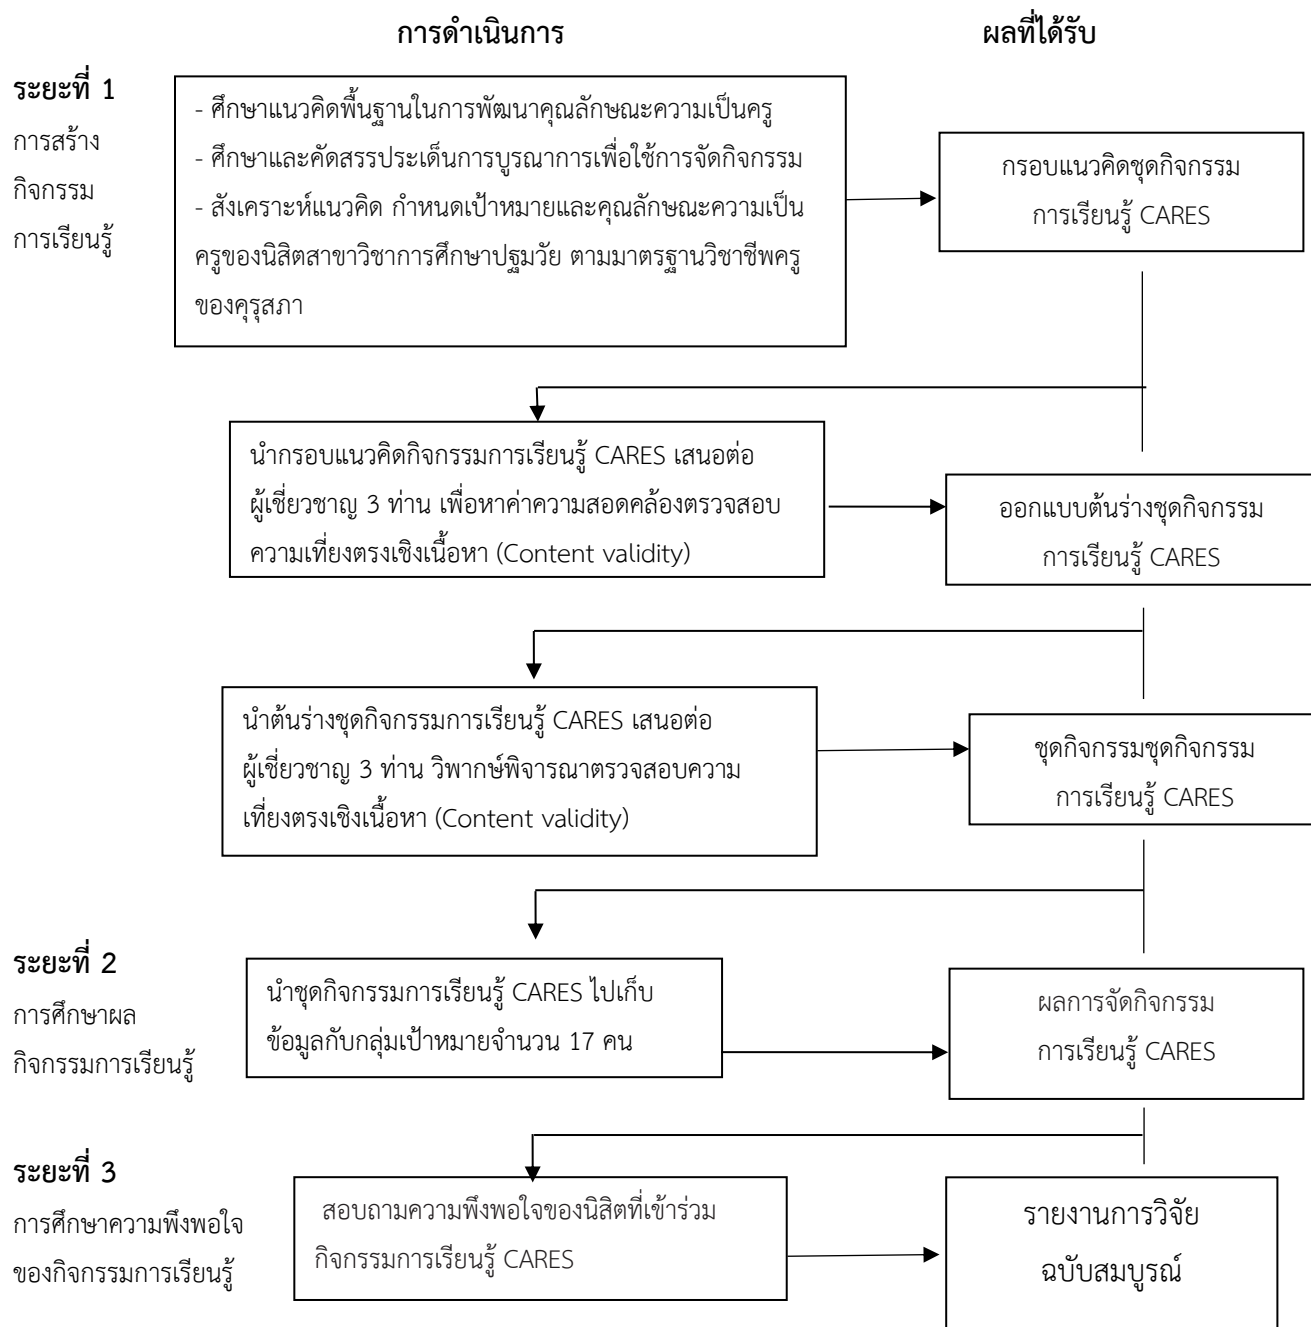 การดำเนินการ
ผลที่ได้รับ
ระยะที่ 1
การสร้าง
กิจกรรม
การเรียนรู้
- ศึกษาแนวคิดพื้นฐานในการพัฒนาคุณลักษณะความเป็นครู
- ศึกษาและคัดสรรประเด็นการบูรณาการเพื่อใช้การจัดกิจกรรม
- สังเคราะห์แนวคิด กำหนดเป้าหมายและคุณลักษณะความเป็น
ครูของนิสิตสาขาวิชาการศึกษาปฐมวัย ตามมาตรฐานวิชาชีพครู
ของคุรุสภา
กรอบแนวคิดชุดกิจกรรม
การเรียนรู้ CARES
นำกรอบแนวคิดกิจกรรมการเรียนรู้ CARES เสนอต่อ
ผู้เชี่ยวชาญ 3 ท่าน เพื่อหาค่าความสอดคล้องตรวจสอบ
ความเที่ยงตรงเชิงเนื้อหา (Content validity)
ออกแบบต้นร่างชุดกิจกรรม
การเรียนรู้ CARES
นำต้นร่างชุดกิจกรรมการเรียนรู้ CARES เสนอต่อ
ผู้เชี่ยวชาญ 3 ท่าน วิพากษ์พิจารณาตรวจสอบความ
เที่ยงตรงเชิงเนื้อหา (Content validity)
ชุดกิจกรรมชุดกิจกรรม
การเรียนรู้ CARES
ระยะที่ 2
การศึกษาผล
กิจกรรมการเรียนรู้
นำชุดกิจกรรมการเรียนรู้ CARES ไปเก็บ
ข้อมูลกับกลุ่มเป้าหมายจำนวน 17 คน
ผลการจัดกิจกรรม
การเรียนรู้ CARES
ระยะที่ 3
การศึกษาความพึงพอใจ
ของกิจกรรมการเรียนรู้
สอบถามความพึงพอใจของนิสิตที่เข้าร่วม
กิจกรรมการเรียนรู้ CARES
รายงานการวิจัย
ฉบับสมบูรณ์